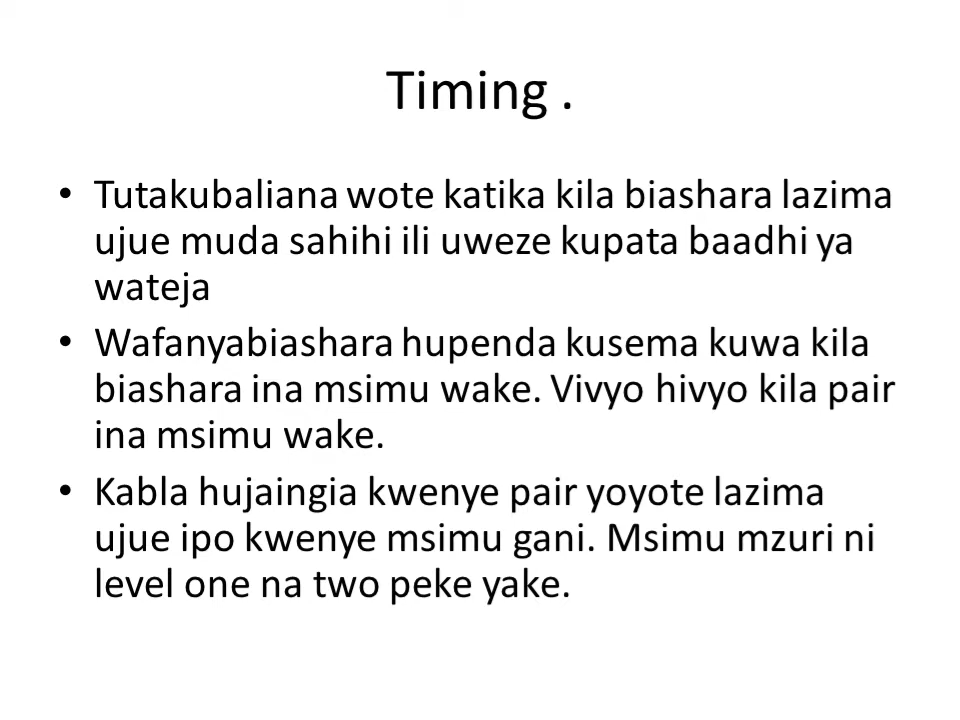 Timing .
• Tutakubaliana wote katika kila biashara lazima
ujue muda sahihi ili uweze kupata baadhi ya
wateja
• Wafanyabiashara hupenda kusema kuwa kila
biashara ina msimu wake. Vivyo hivyo kila pair
ina msimu wake.
• Kabla hujaingia kwenye pair yoyote lazima
ujue ipo kwenye msimu gani. Msimu mzuri ni
level one na two peke yake.